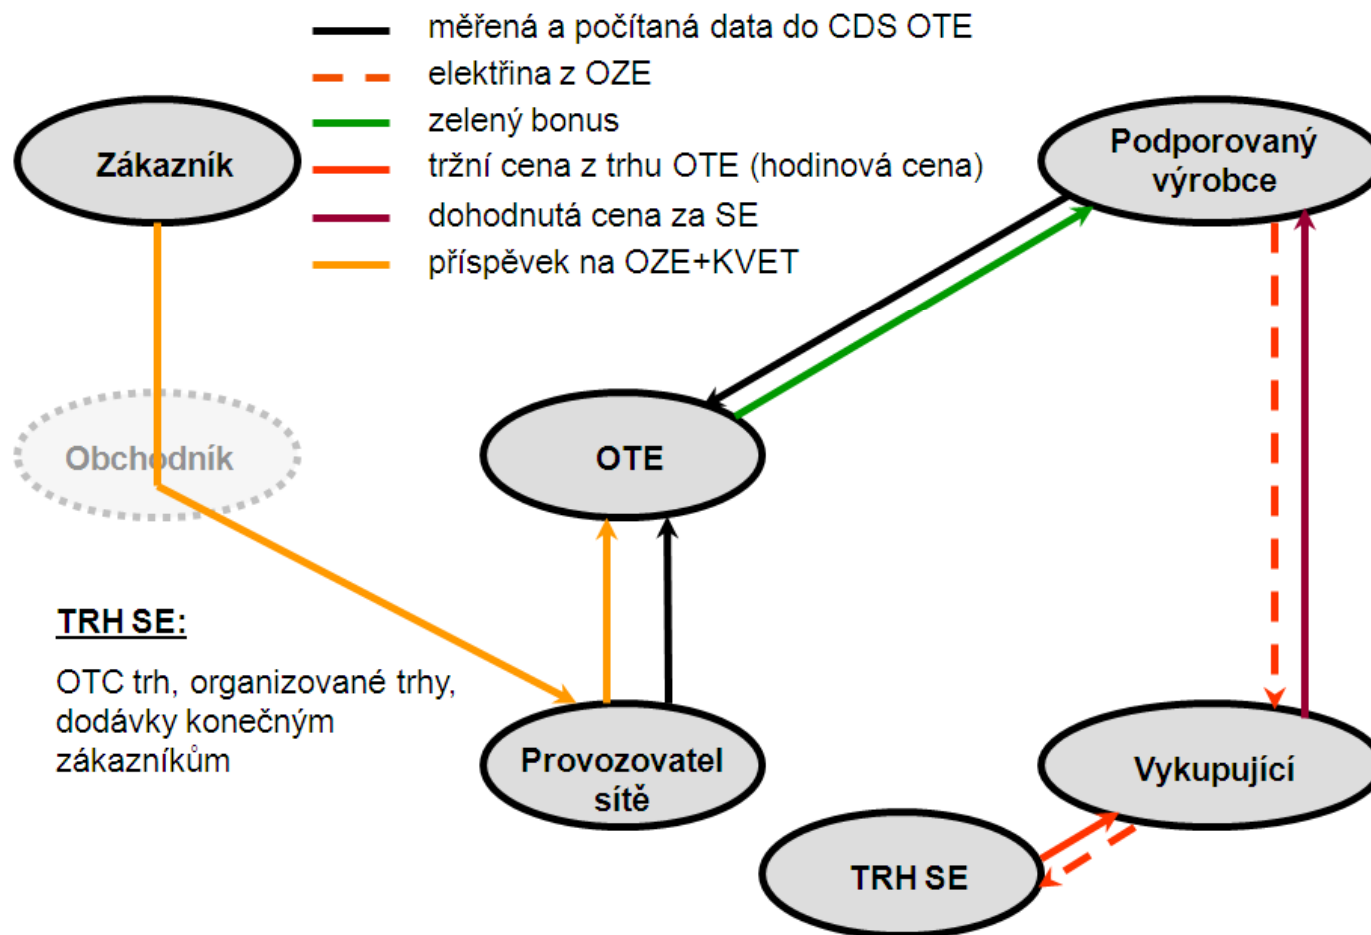 měřená a počítaná data do CDS OTE
elektřina z OZE
zelený bonus
tržní cena z trhu OTE (hodinová cena)
dohodnutá cena za SE
příspěvek na OZE+KVET
Zákazník
Podporovaný
výrobce
Obchodník
OTE
TRH SE:
OTC trh, organizované trhy,
dodávky konečným
zákazníkům
Provozovatel
sítě
Vykupující
TRH SE